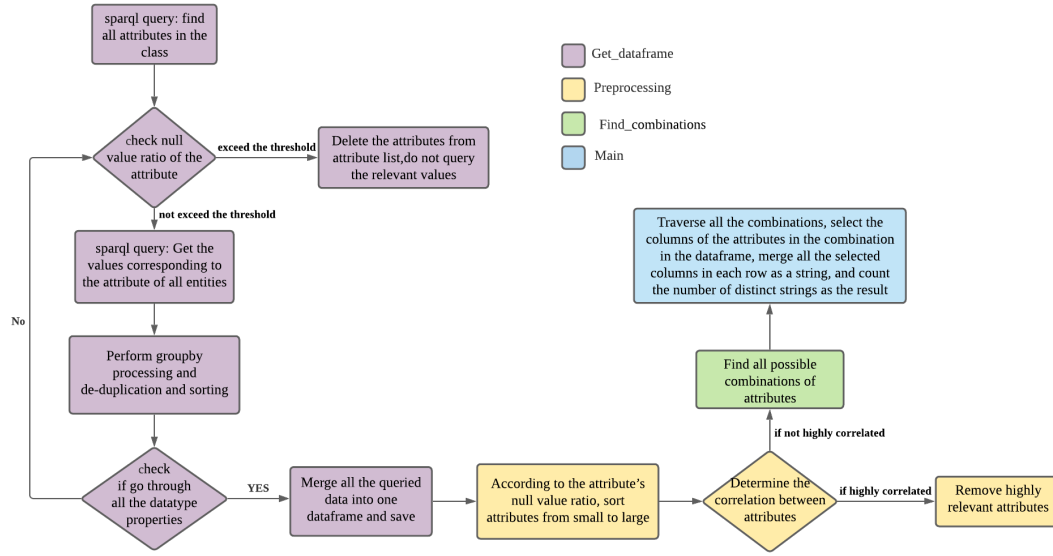 sparql query: find
all attributes in the
class
Get_dataframe
Preprocessing
Find_combinations
Main
check null
value ratio of the
attribute
exceed the threshold
Delete the attributes from
attribute list,do not query
the relevant values
not exceed the threshold
sparql query: Get the
values corresponding to
the attribute of all entities
Traverse all the combinations, select the
columns of the attributes in the combination
in the dataframe, merge all the selected
columns in each row as a string, and count
the number of distinct strings as the result
No
Perform groupby
processing and
de-duplication and sorting
Find all possible
combinations of
attributes
if not highly correlated
check
if go through
all the datatype
properties
YES
Merge all the queried
data into one
dataframe and save
According to the attribute's
null value ratio, sort
attributes from small to large
Determine the
correlation between
attributes
if highly correlated
Remove highly
relevant attributes